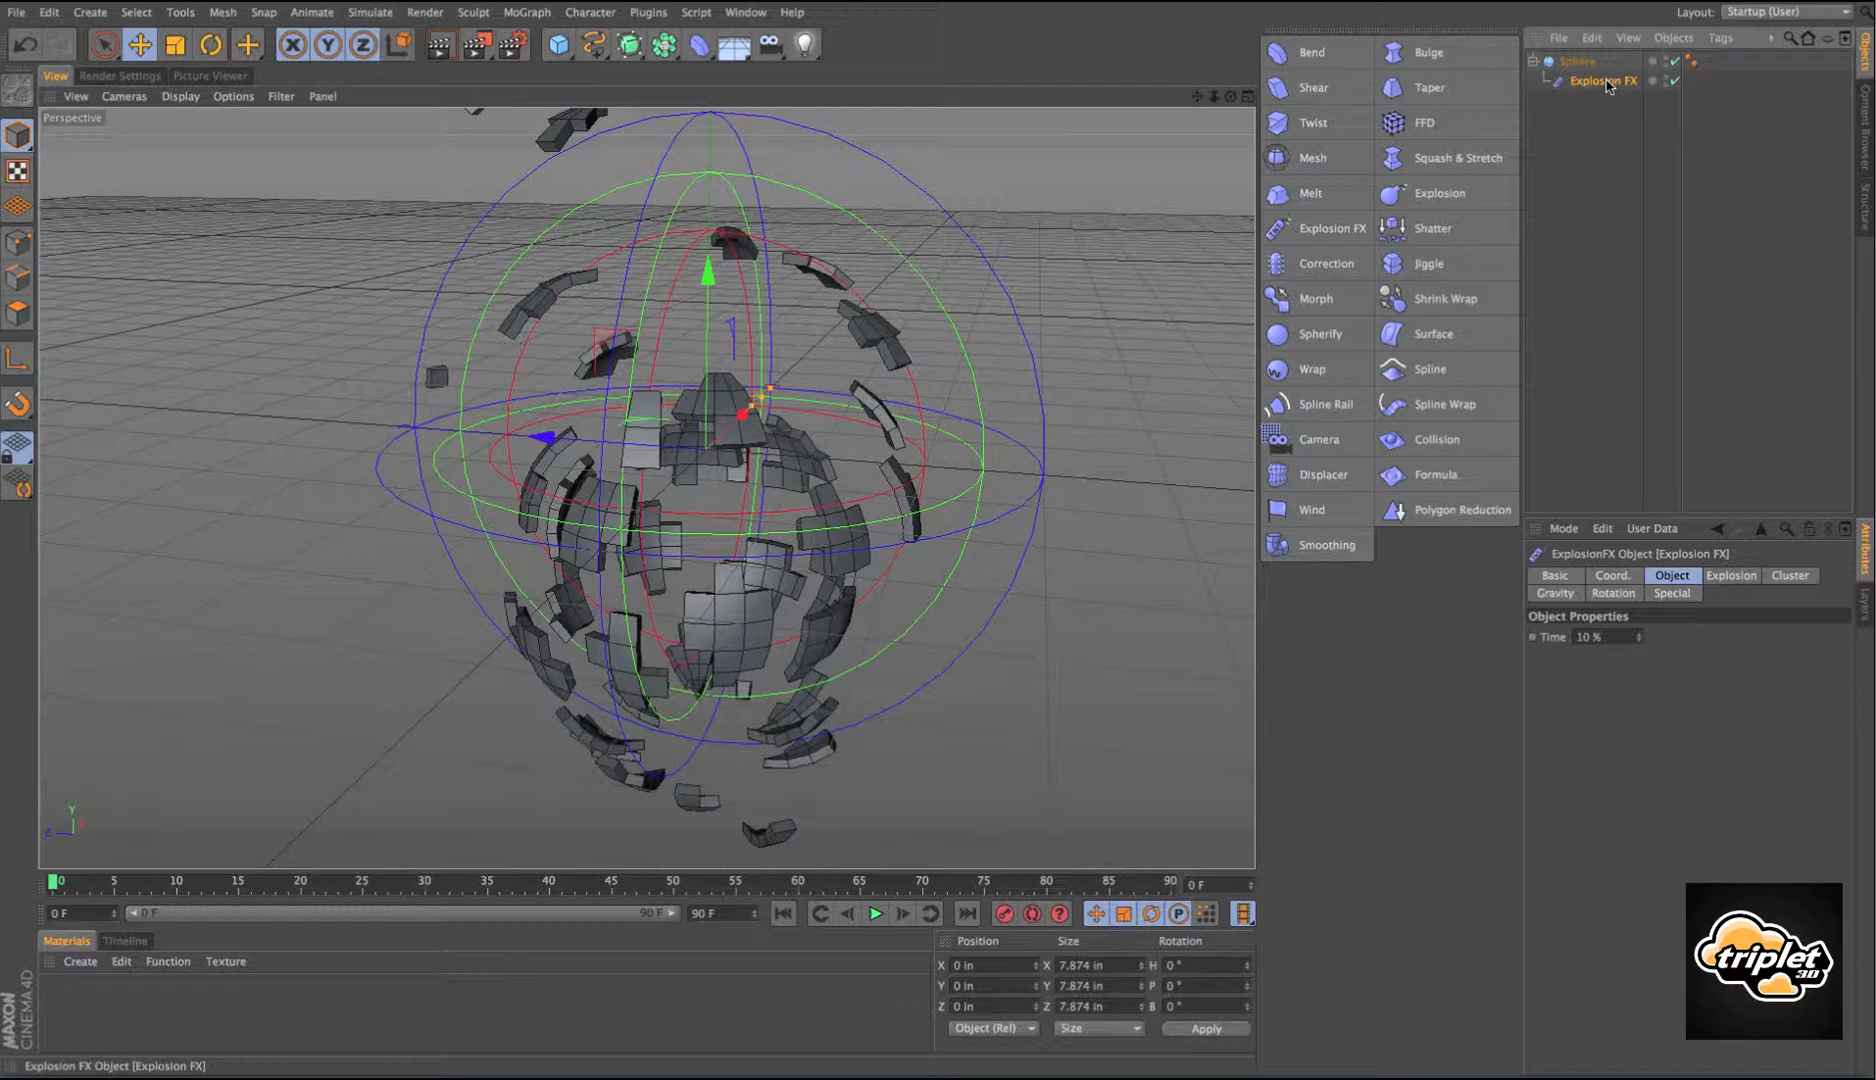 File Edit Create Select Tools Mesh Snap Animate Simulate Render Sculpt MoGraph Character Plugins Script Window Help
Layout: Startup (User)
X Y Z
View Render Settings Picture Viewer
View Cameras Display Options Filter Panel
Perspective
Y
Z
Bend Bulge
Shear Taper
Twist FFD
Mesh Squash & Stretch
Melt Explosion
Explosion FX Shatter
Correction Jiggle
Morph Shrink Wrap
Spherify Surface
Wrap Spline
Spline Rail Spline Wrap
Camera Collision
Displacer Formula
Wind Polygon Reduction
Smoothing
File Edit View Objects Tags
Sphere
Explosion FX
Objects
Content Browser
Structure
Mode Edit User Data
ExplosionFX Object [Explosion FX]
Basic Coord. Object Explosion Cluster
Gravity Rotation Special
Object Properties
Time 10 %
Attributes
Layers
0 5 10 15 20 25 30 35 40 45 50 55 60 65 70 75 80 85 90 0 F
0 F 0 F 90 F 90 F
P
Materials Timeline
Create Edit Function Texture
Position Size Rotation
X 0 in X 7.874 in H 0 °
Y 0 in Y 7.874 in P 0 °
Z 0 in Z 7.874 in B 0 °
Object (Rel) Size Apply
MAXON
CINEMA 4D
Explosion FX Object [Explosion FX]
triplet
3D